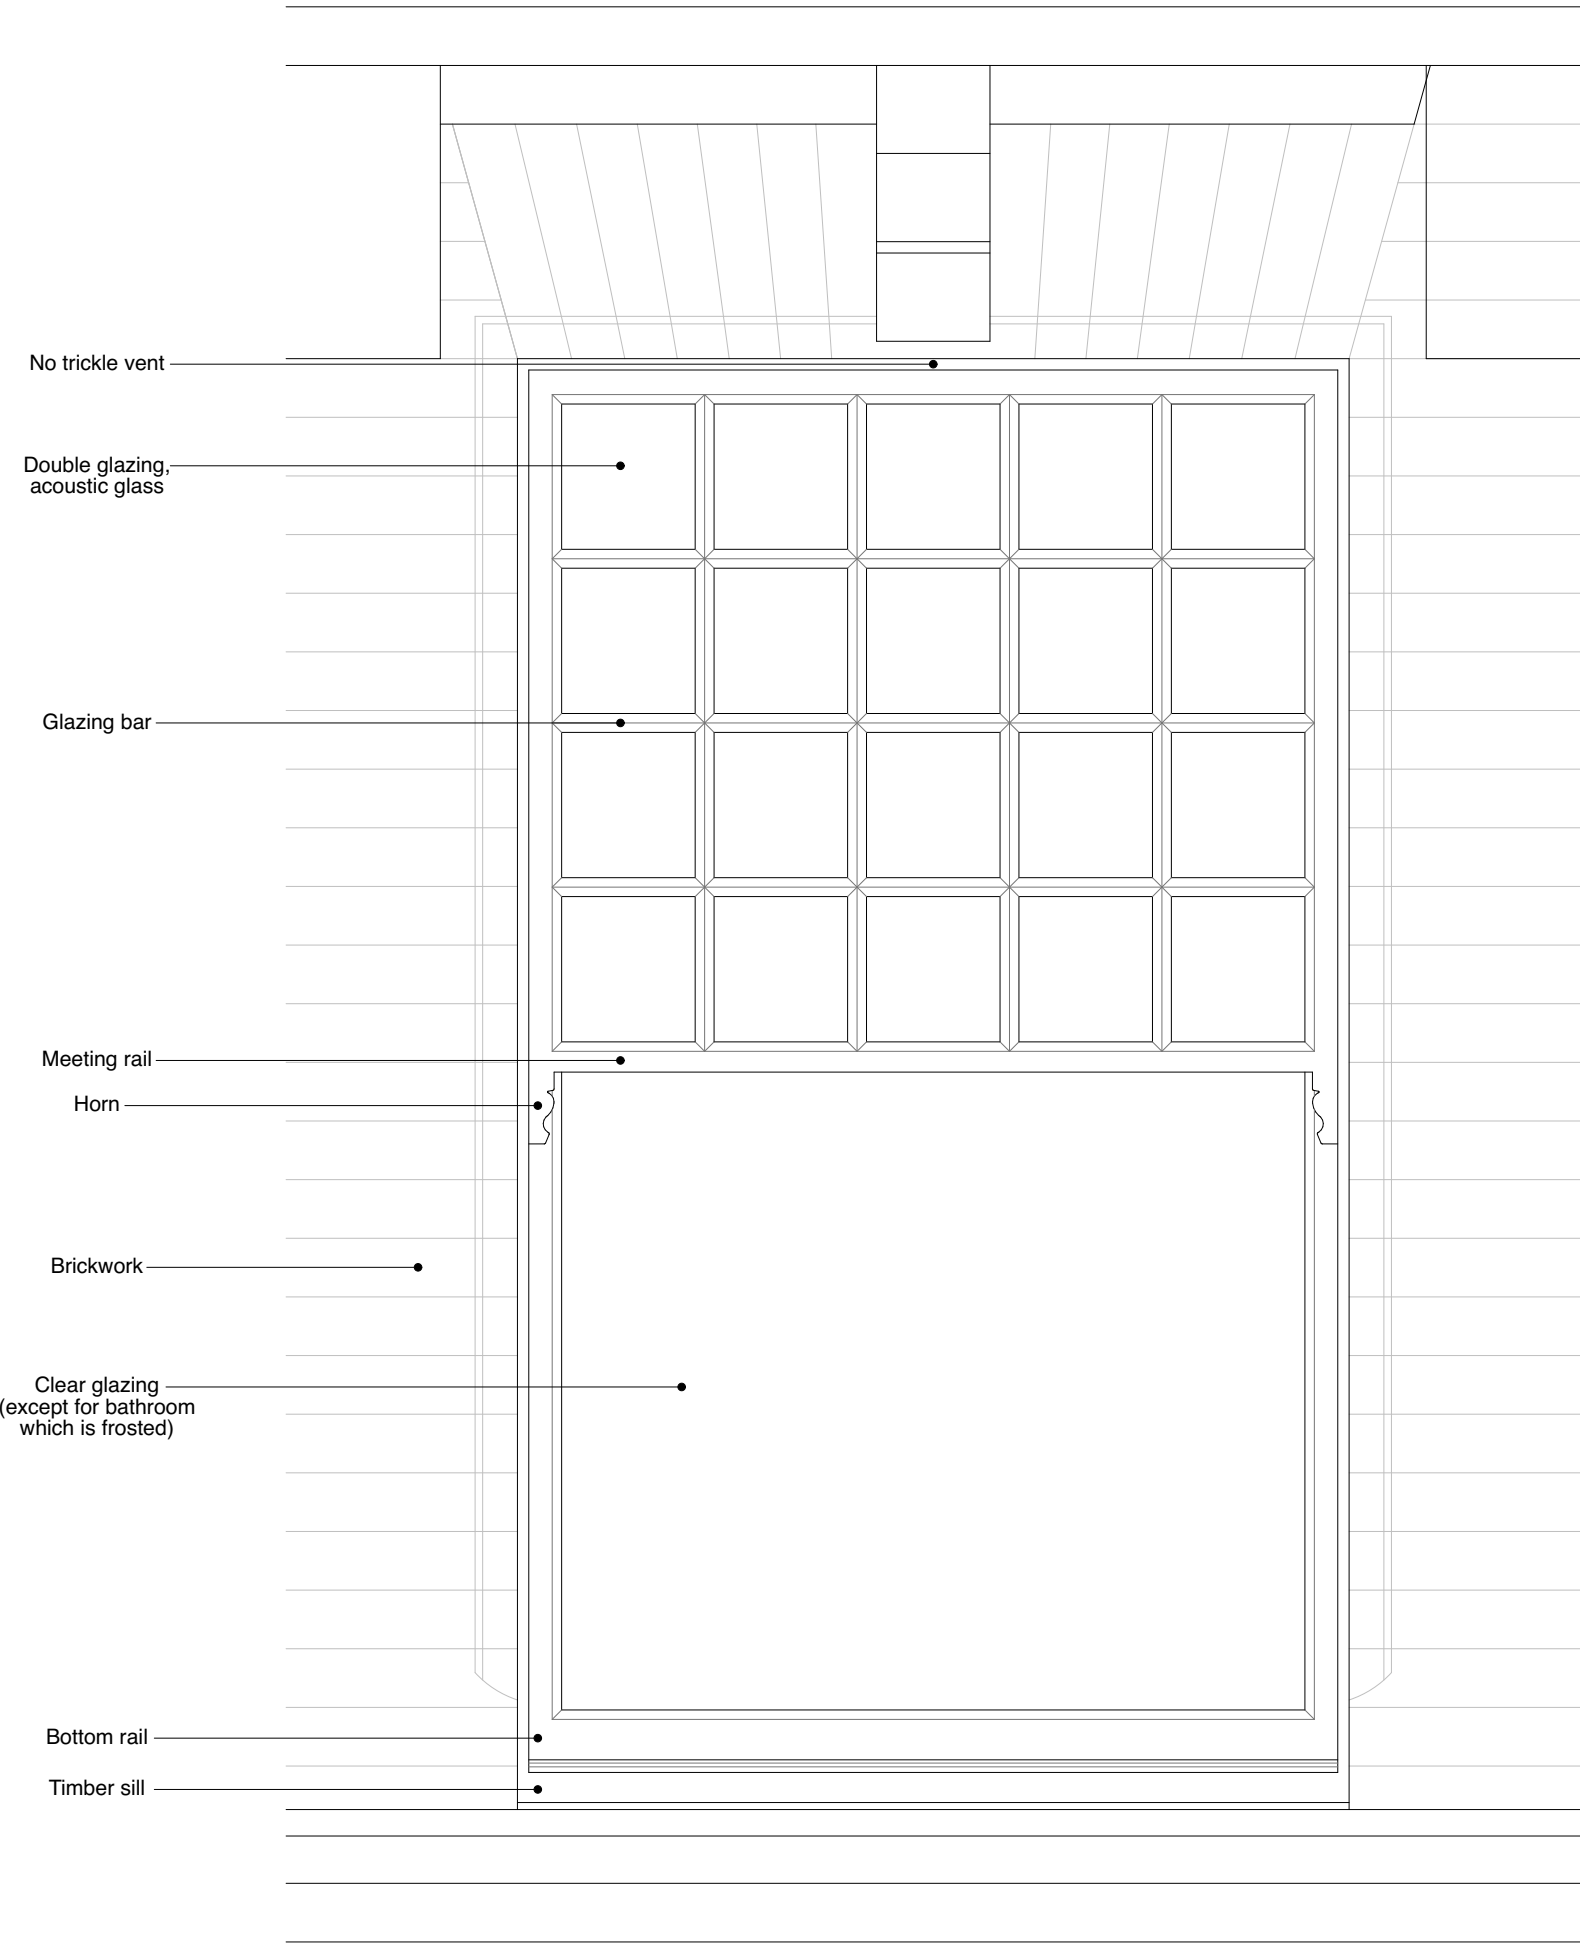 No trickle vent
Double glazing,
acoustic glass
Glazing bar
Meeting rail
Horn
Brickwork
Clear glazing
(except for bathroom
which is frosted)
Bottom rail
Timber sill